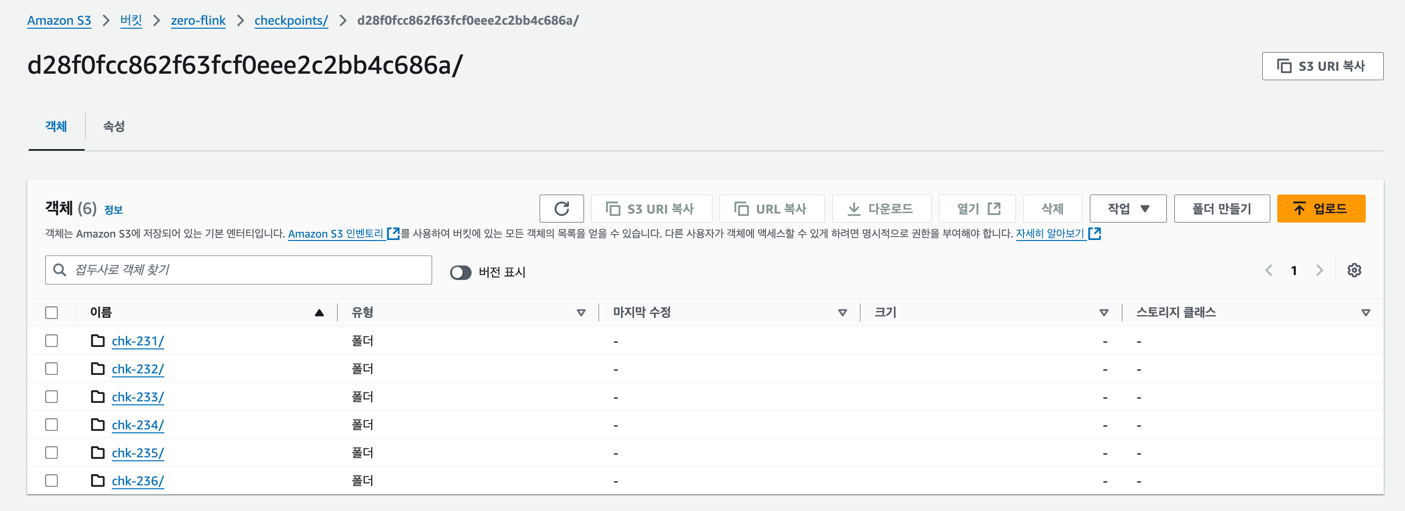 Amazon S3 > 버킷 > zero-flink > checkpoints/ > d28f0fcc862f63fcf0eee2c2bb4c686a/
d28f0fcc862f63fcf0eee2c2bb4c686a/
S3 URI 복사
객체 속성
객체 (6) 정보
S3 URI 복사 URL 복사 다운로드 열기 삭제 작업 폴더 만들기 업로드
객체는 Amazon S3에 저장되어 있는 기본 엔터티입니다. Amazon S3 인벤토리를 사용하여 버킷에 있는 모든 객체의 목록을 얻을 수 있습니다. 다른 사용자가 객체에 액세스할 수 있게 하려면 명시적으로 권한을 부여해야 합니다. 자세히 알아보기
접두사로 객체 찾기 버전 표시 1
이름 유형 마지막 수정 크기 스토리지 클래스
chk-231/ 폴더 - - -
chk-232/ 폴더 - - -
chk-233/ 폴더 - - -
chk-234/ 폴더 - - -
chk-235/ 폴더 - - -
chk-236/ 폴더 - - -